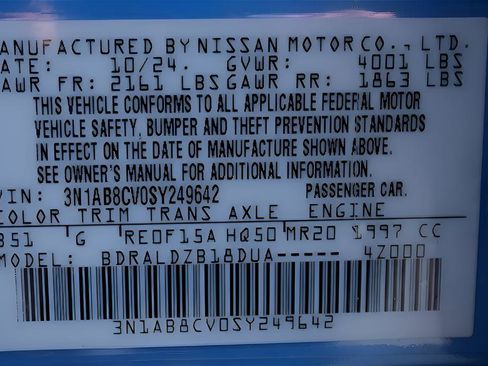 MANUFACTURED BY NISSAN MOTOR CO., LTD.
DATE: 10/24. GVWR: 4001 LBS
GAWR FR: 2161 LBS GAWR RR: 1863 LBS
THIS VEHICLE CONFORMS TO ALL APPLICABLE FEDERAL MOTOR
VEHICLE SAFETY, BUMPER AND THEFT PREVENTION STANDARDS
IN EFFECT ON THE DATE OF MANUFACTURE SHOWN ABOVE.
SEE OWNER'S MANUAL FOR ADDITIONAL INFORMATION.
VIN: 3N1AB8CV0SY249642 PASSENGER CAR.
COLOR TRIM TRANS AXLE ENGINE
B51 G RE0F15A HQ50 MR20 1997 CC
MODEL: BDRALDZB18DUA----- 4Z000
3N1AB8CV0SY249642